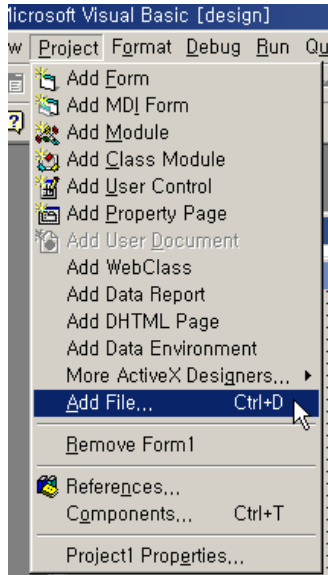 Microsoft Visual Basic [design]
w Project Format Debug Run Qu
Add Form
Add MDI Form
Add Module
Add Class Module
Add User Control
Add Property Page
Add User Document
Add WebClass
Add Data Report
Add DHTML Page
Add Data Environment
More ActiveX Designers...
Add File... Ctrl+D
Remove Form1
References...
Components... Ctrl+T
Project1 Properties...